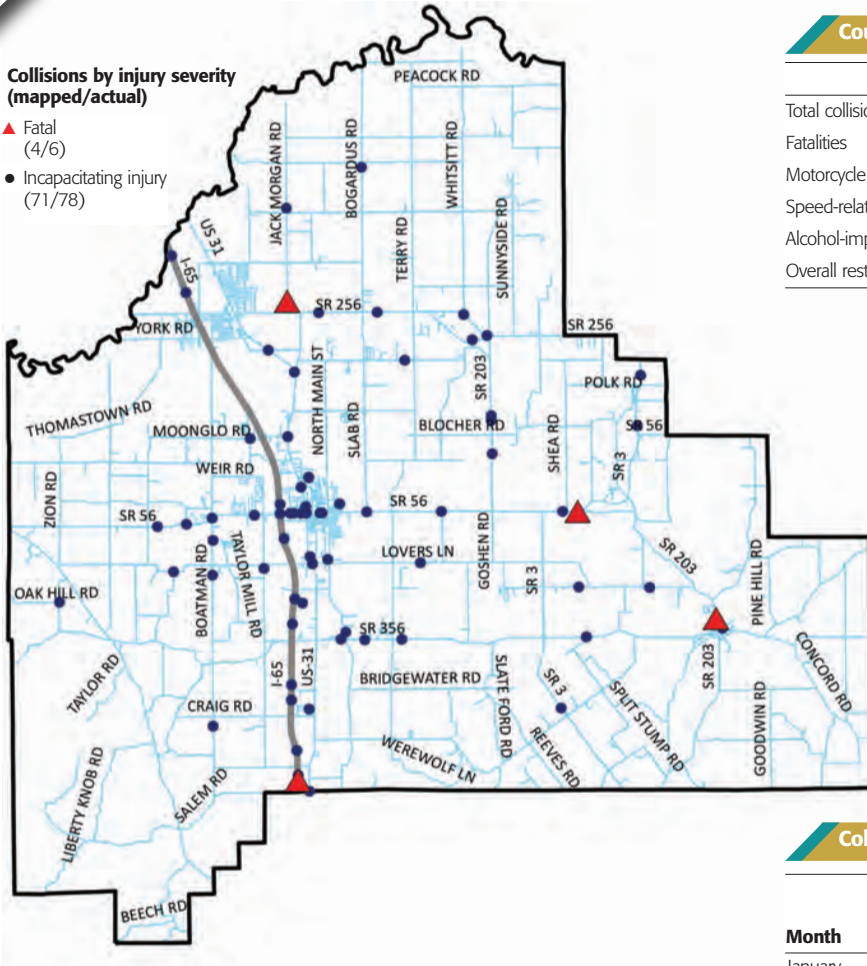 Collisions by injury severity
(mapped/actual)
Fatal
(4/6)
Incapacitating injury
(71/78)
PEACOCK RD
JACK MORGAN RD
BOGARDUS RD
WHITSITT RD
US 31
I-65
TERRY RD
SUNNYSIDE RD
SR 256
YORK RD
SR 256
NORTH MAIN ST
SR 203
POLK RD
THOMASTOWN RD
MOONGLO RD
SLAB RD
BLOCHER RD
SHEA RD
SR 56
WEIR RD
SR 3
ZION RD
SR 56
SR 56
TAYLOR MILL RD
BOATMAN RD
LOVERS LN
GOSHEN RD
SR 3
SR 203
PINE HILL RD
OAK HILL RD
SR 356
TAYLOR RD
I-65
US-31
BRIDGEWATER RD
SLATE FORD RD
SR 3
SPLIT STUMP RD
SR 203
CONCORD RD
GOODWIN RD
CRAIG RD
WEREWOLF LN
REEVES RD
LIBERTY KNOB RD
SALEM RD
BEECH RD
Cou
Total collisio
Fatalities
Motorcycle
Speed-relat
Alcohol-imp
Overall rest
Col
Month